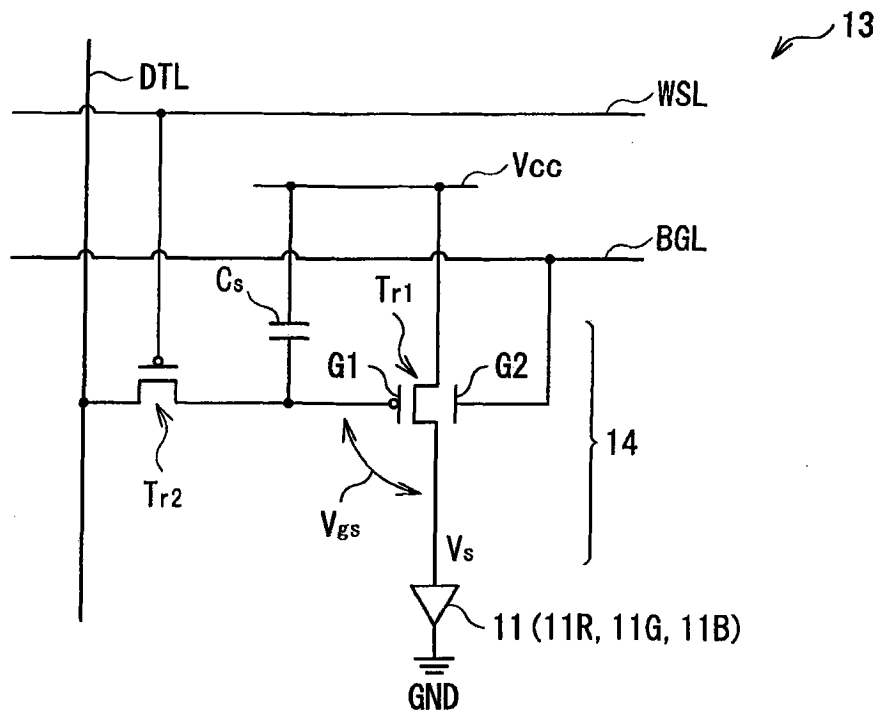 13
DTL
WSL
Vcc
BGL
Cs
Tr1
G1
G2
14
Tr2
Vgs
Vs
11 (11R, 11G, 11B)
GND